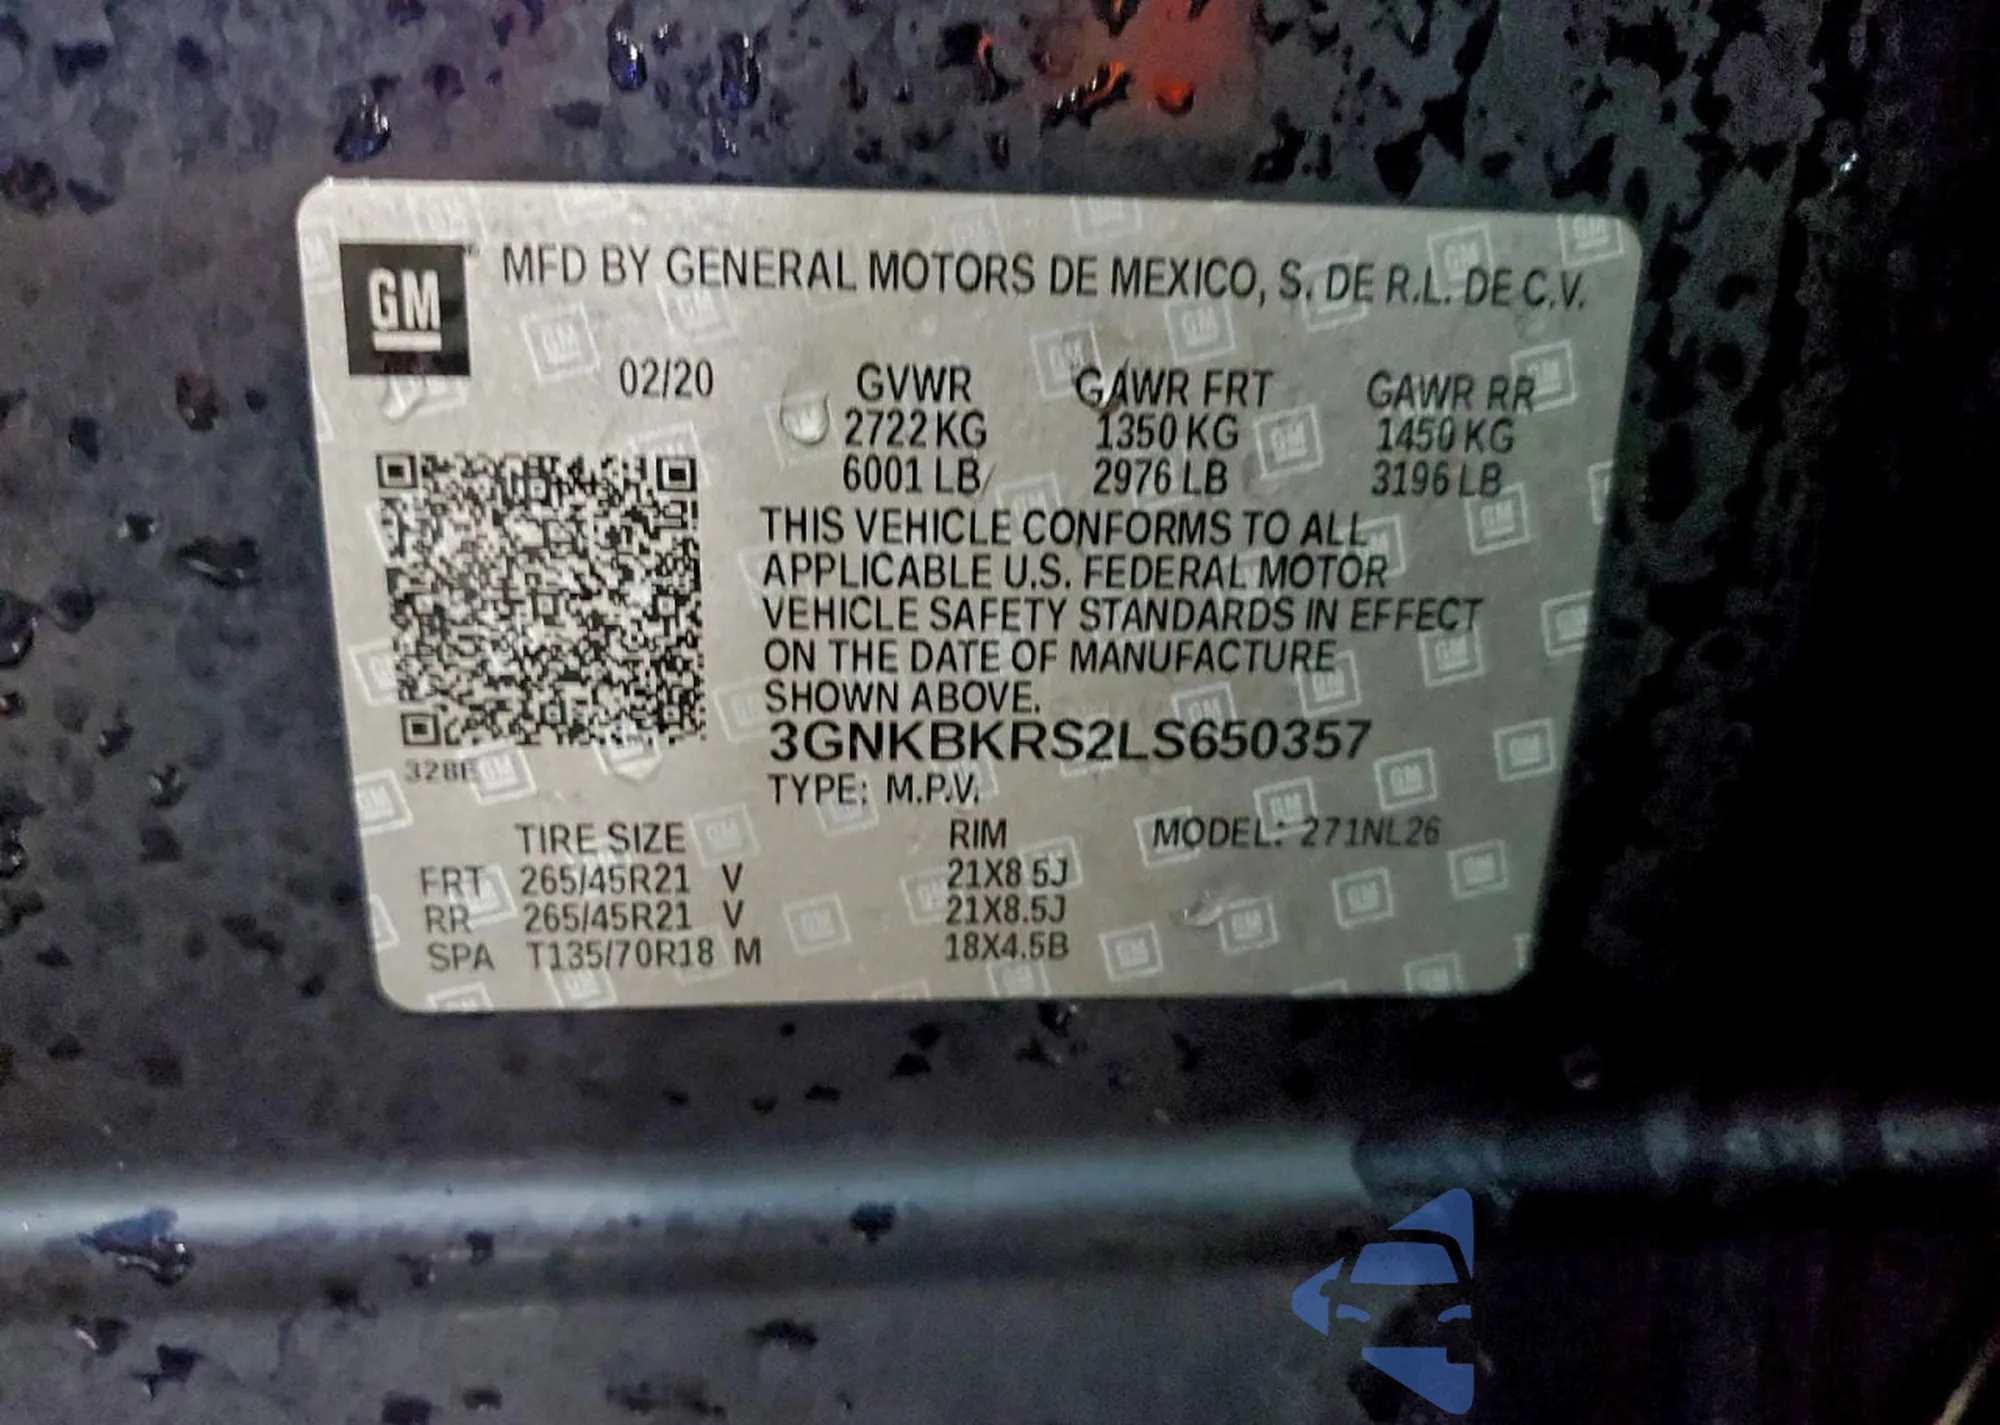 GM MFD BY GENERAL MOTORS DE MEXICO, S. DE R.L. DE C.V.
02/20 GVWR GAWR FRT GAWR RR
2722 KG 1350 KG 1450 KG
6001 LB 2976 LB 3196 LB
THIS VEHICLE CONFORMS TO ALL
APPLICABLE U.S. FEDERAL MOTOR
VEHICLE SAFETY STANDARDS IN EFFECT
ON THE DATE OF MANUFACTURE
SHOWN ABOVE.
3GNKBKRS2LS650357
328E
TYPE: M.P.V.
TIRE SIZE RIM MODEL: 271NL26
FRT 265/45R21 V 21X8.5J
RR 265/45R21 V 21X8.5J
SPA T135/70R18 M 18X4.5B